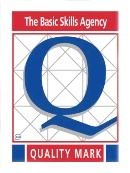 The Basic Skills Agency
Q
QUALITY MARK